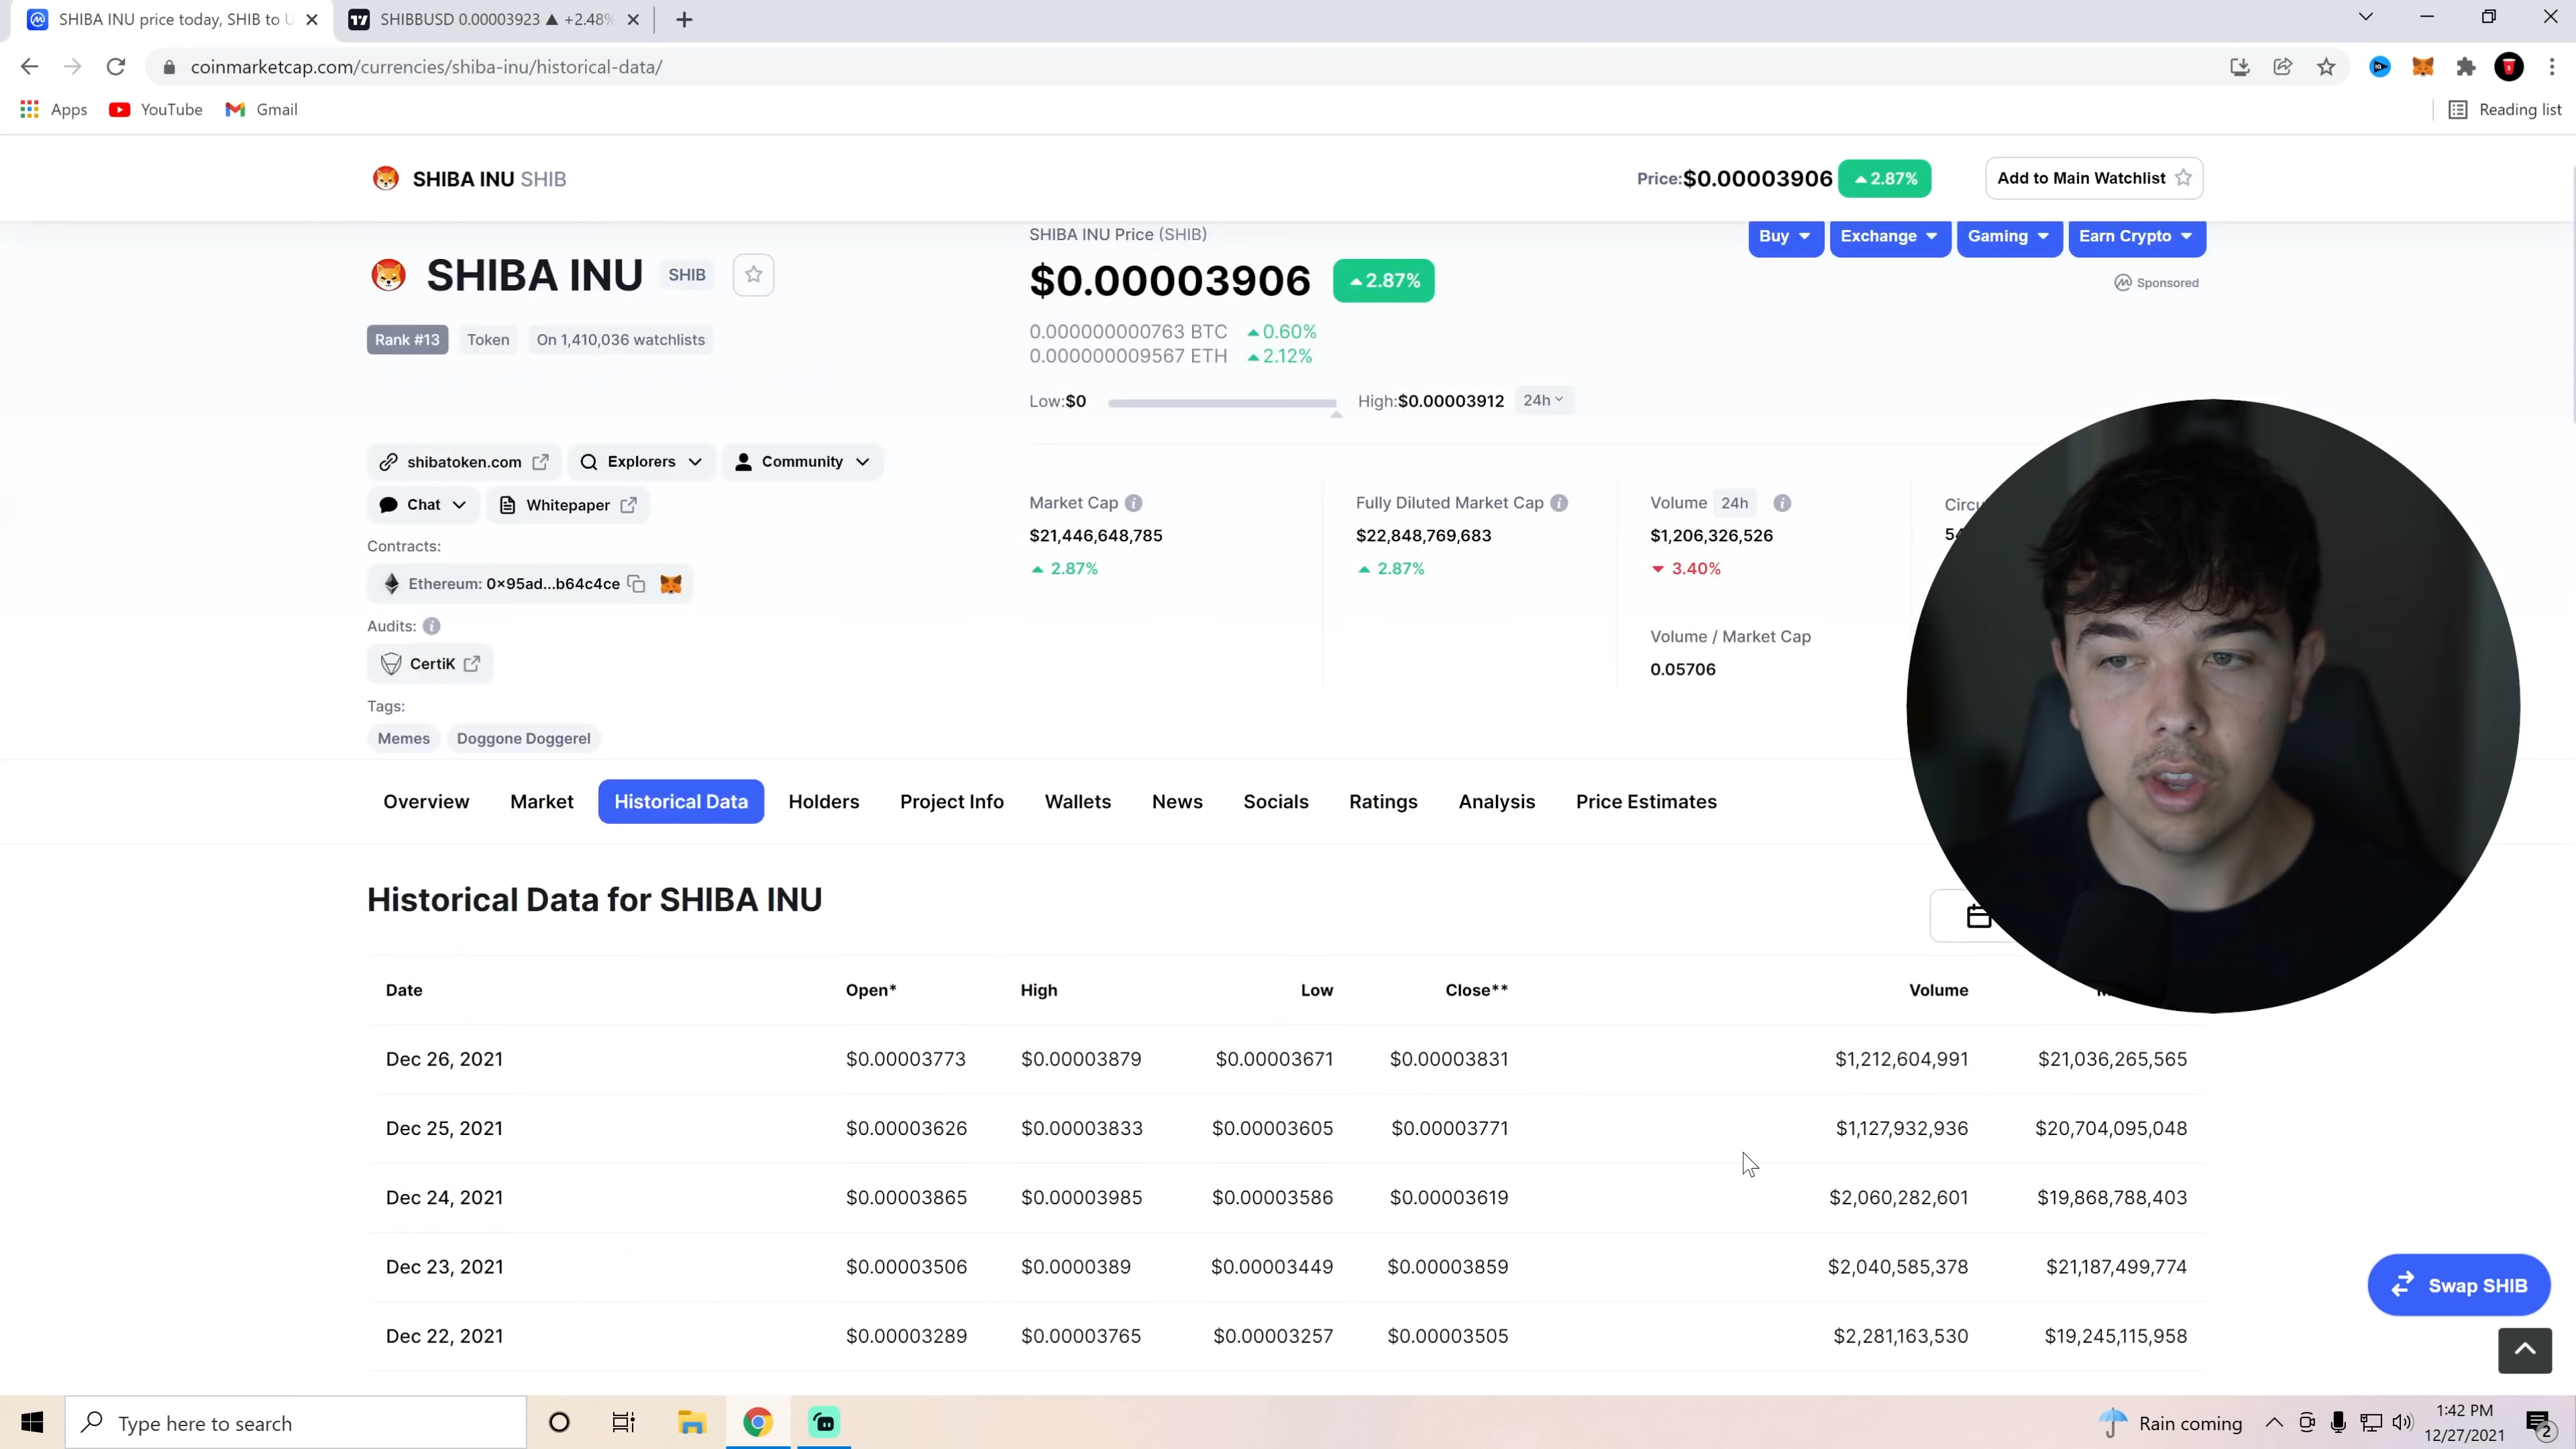 SHIBA INU price today, SHIB to U
SHIBBUSD 0.00003923 ▲ +2.48%
coinmarketcap.com/currencies/shiba-inu/historical-data/
Apps YouTube Gmail Reading list
SHIBA INU SHIB Price:$0.00003906 2.87% Add to Main Watchlist
SHIBA INU Price (SHIB) Buy Exchange Gaming Earn Crypto
SHIBA INU SHIB $0.00003906 2.87% Sponsored
Rank #13 Token On 1,410,036 watchlists
0.000000000763 BTC 0.60%
0.000000009567 ETH 2.12%
Low:$0 High:$0.00003912 24h
shibatoken.com Explorers Community
Chat Whitepaper
Market Cap Fully Diluted Market Cap Volume 24h
$21,446,648,785 $22,848,769,683 $1,206,326,526
2.87% 2.87% 3.40%
Contracts:
Ethereum: 0x95ad...b64c4ce
Audits:
CertiK
Volume / Market Cap
0.05706
Tags:
Memes Doggone Doggerel
Overview Market Historical Data Holders Project Info Wallets News Socials Ratings Analysis Price Estimates
Historical Data for SHIBA INU
Date Open* High Low Close** Volume
Dec 26, 2021 $0.00003773 $0.00003879 $0.00003671 $0.00003831 $1,212,604,991 $21,036,265,565
Dec 25, 2021 $0.00003626 $0.00003833 $0.00003605 $0.00003771 $1,127,932,936 $20,704,095,048
Dec 24, 2021 $0.00003865 $0.00003985 $0.00003586 $0.00003619 $2,060,282,601 $19,868,788,403
Dec 23, 2021 $0.00003506 $0.0000389 $0.00003449 $0.00003859 $2,040,585,378 $21,187,499,774
Dec 22, 2021 $0.00003289 $0.00003765 $0.00003257 $0.00003505 $2,281,163,530 $19,245,115,958
Swap SHIB
Type here to search Rain coming 1:42 PM
12/27/2021 2